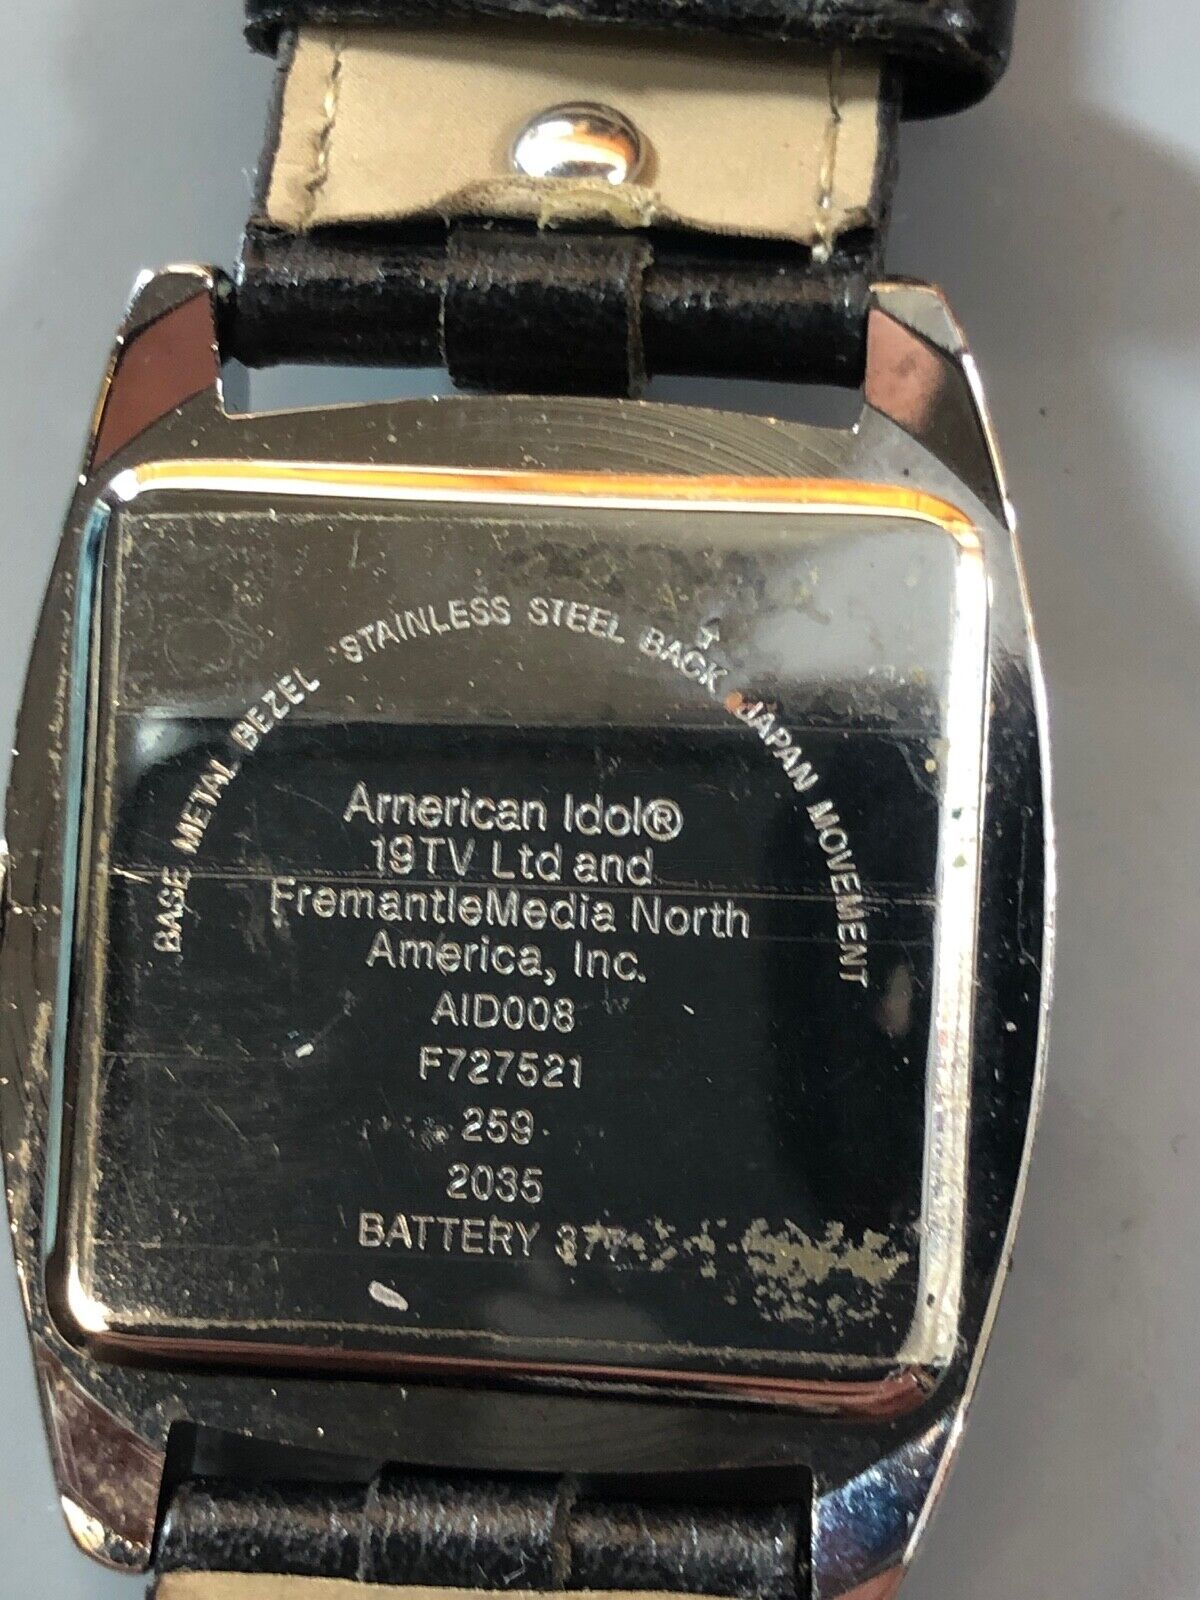 BASE METAL BEZEL STAINLESS STEEL BACK JAPAN MOVEMENT
American Idol®
19TV Ltd and
FremantleMedia North
America, Inc.
AID008
F727521
259
2035
BATTERY 377